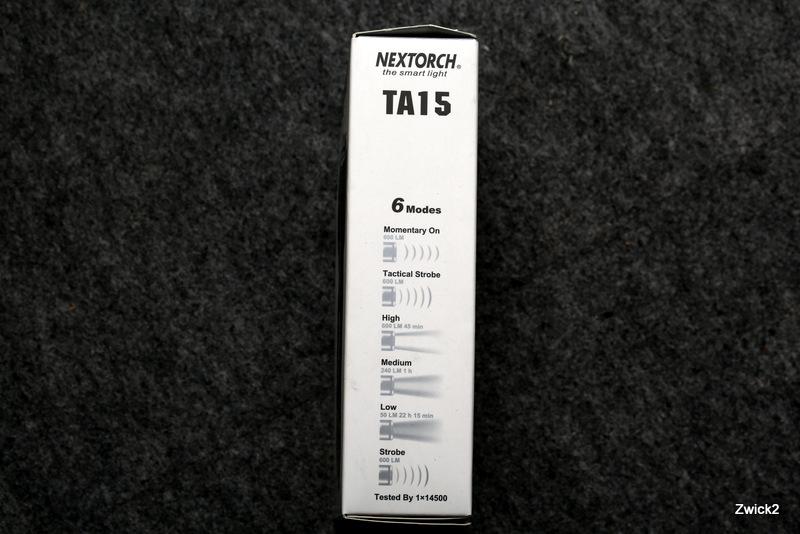 NEXTORCH®
the smart light
TA15
6 Modes
Momentary On
600 LM
Tactical Strobe
600 LM
High
600 LM 45 min
Medium
240 LM 1 h
Low
50 LM 22 h 15 min
Strobe
600 LM
Tested By 1×14500
Zwick2